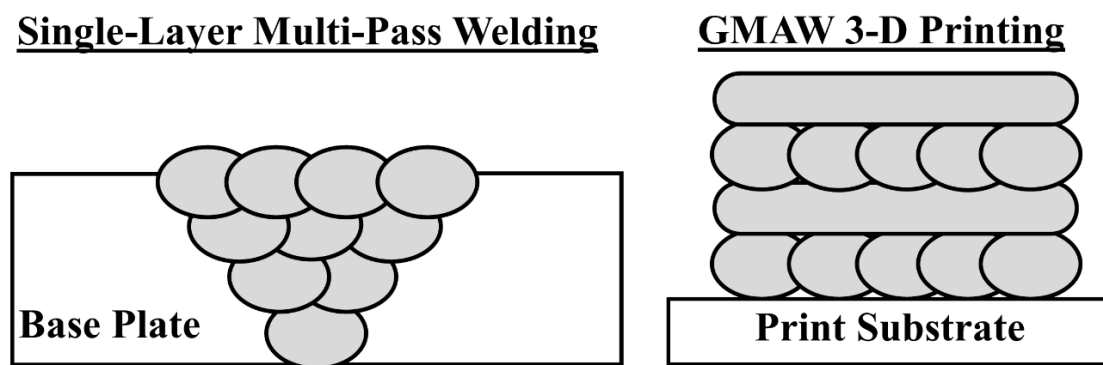 Single-Layer Multi-Pass Welding
GMAW 3-D Printing
Base Plate
Print Substrate